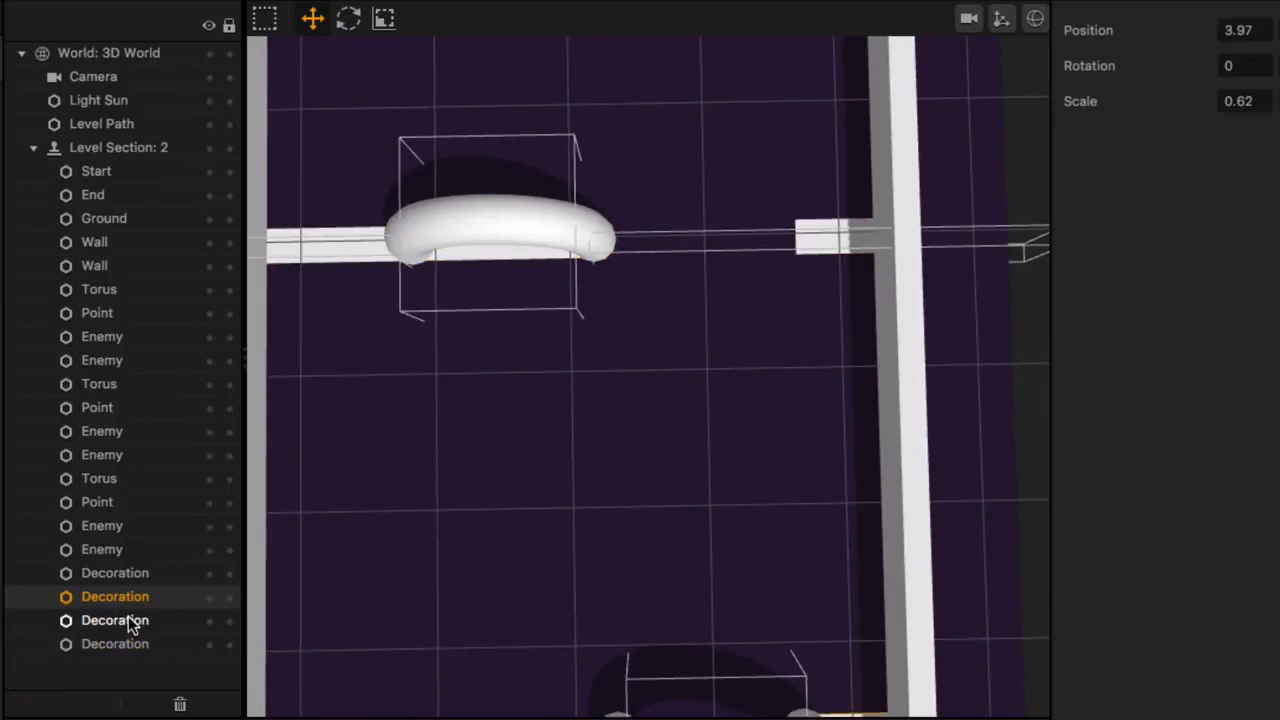 World: 3D World
Camera
Light Sun
Level Path
Level Section: 2
Start
End
Ground
Wall
Wall
Torus
Point
Enemy
Enemy
Torus
Point
Enemy
Enemy
Torus
Point
Enemy
Enemy
Decoration
Decoration
Decoration
Decoration
Position 3.97
Rotation 0
Scale 0.62